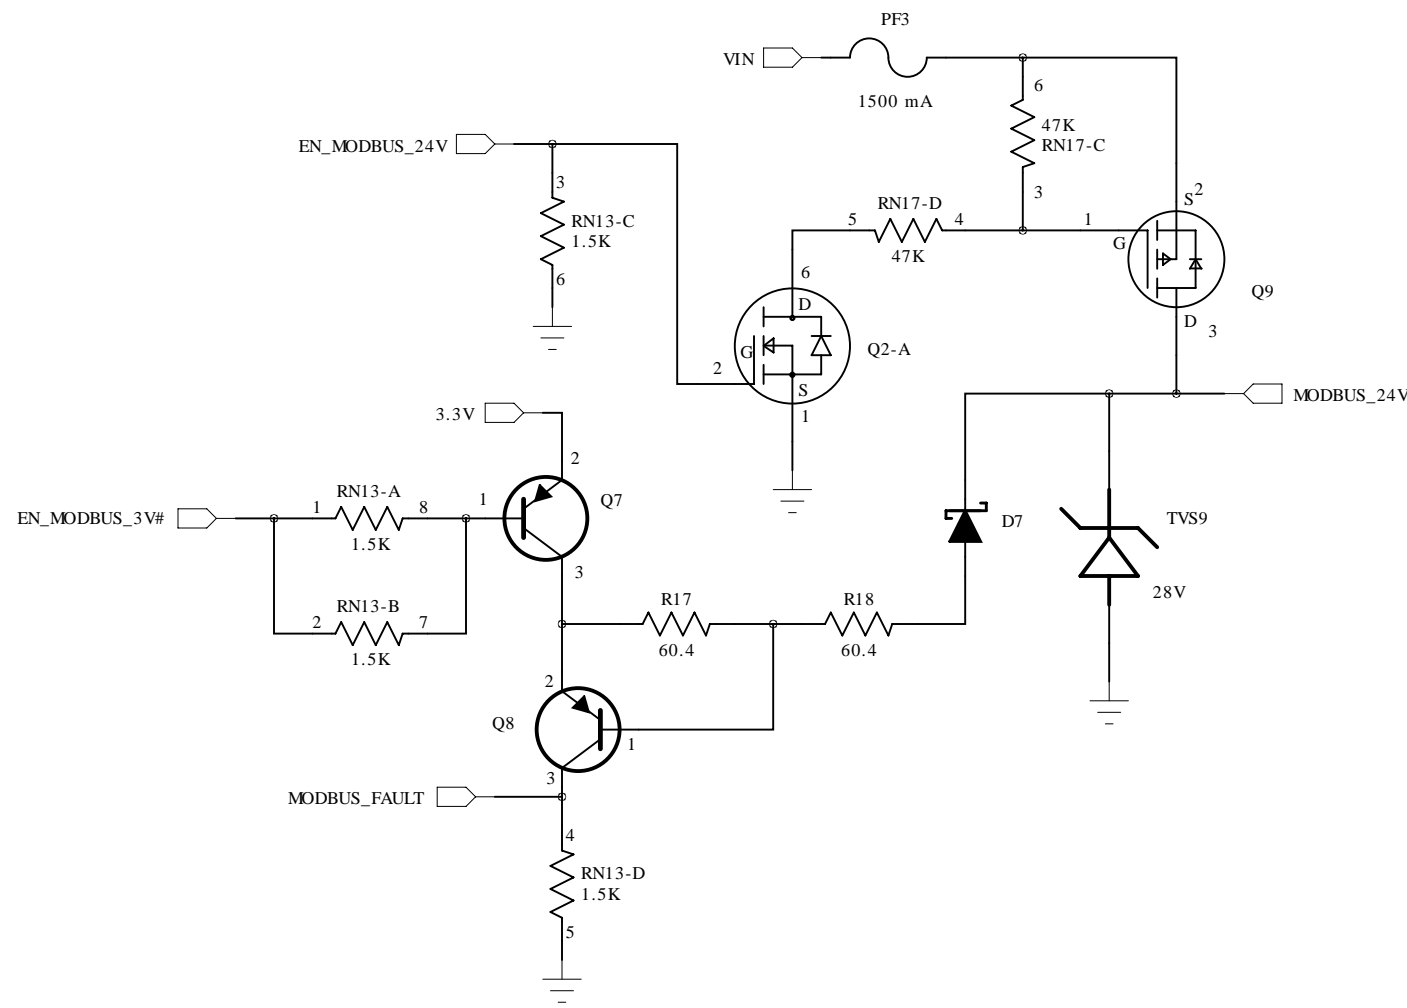 PF3
VIN
1500 mA
6
47K
RN17-C
3
EN_MODBUS_24V
3
RN13-C
1.5K
6
RN17-D
5
4
47K
1
S
2
G
Q9
D
3
6
D
G
Q2-A
2
S
1
MODBUS_24V
3.3V
2
Q7
EN_MODBUS_3V#
1
RN13-A
8
1
1.5K
3
RN13-B
2
7
1.5K
D7
TVS9
28V
R17
60.4
R18
60.4
2
Q8
1
3
MODBUS_FAULT
4
RN13-D
1.5K
5